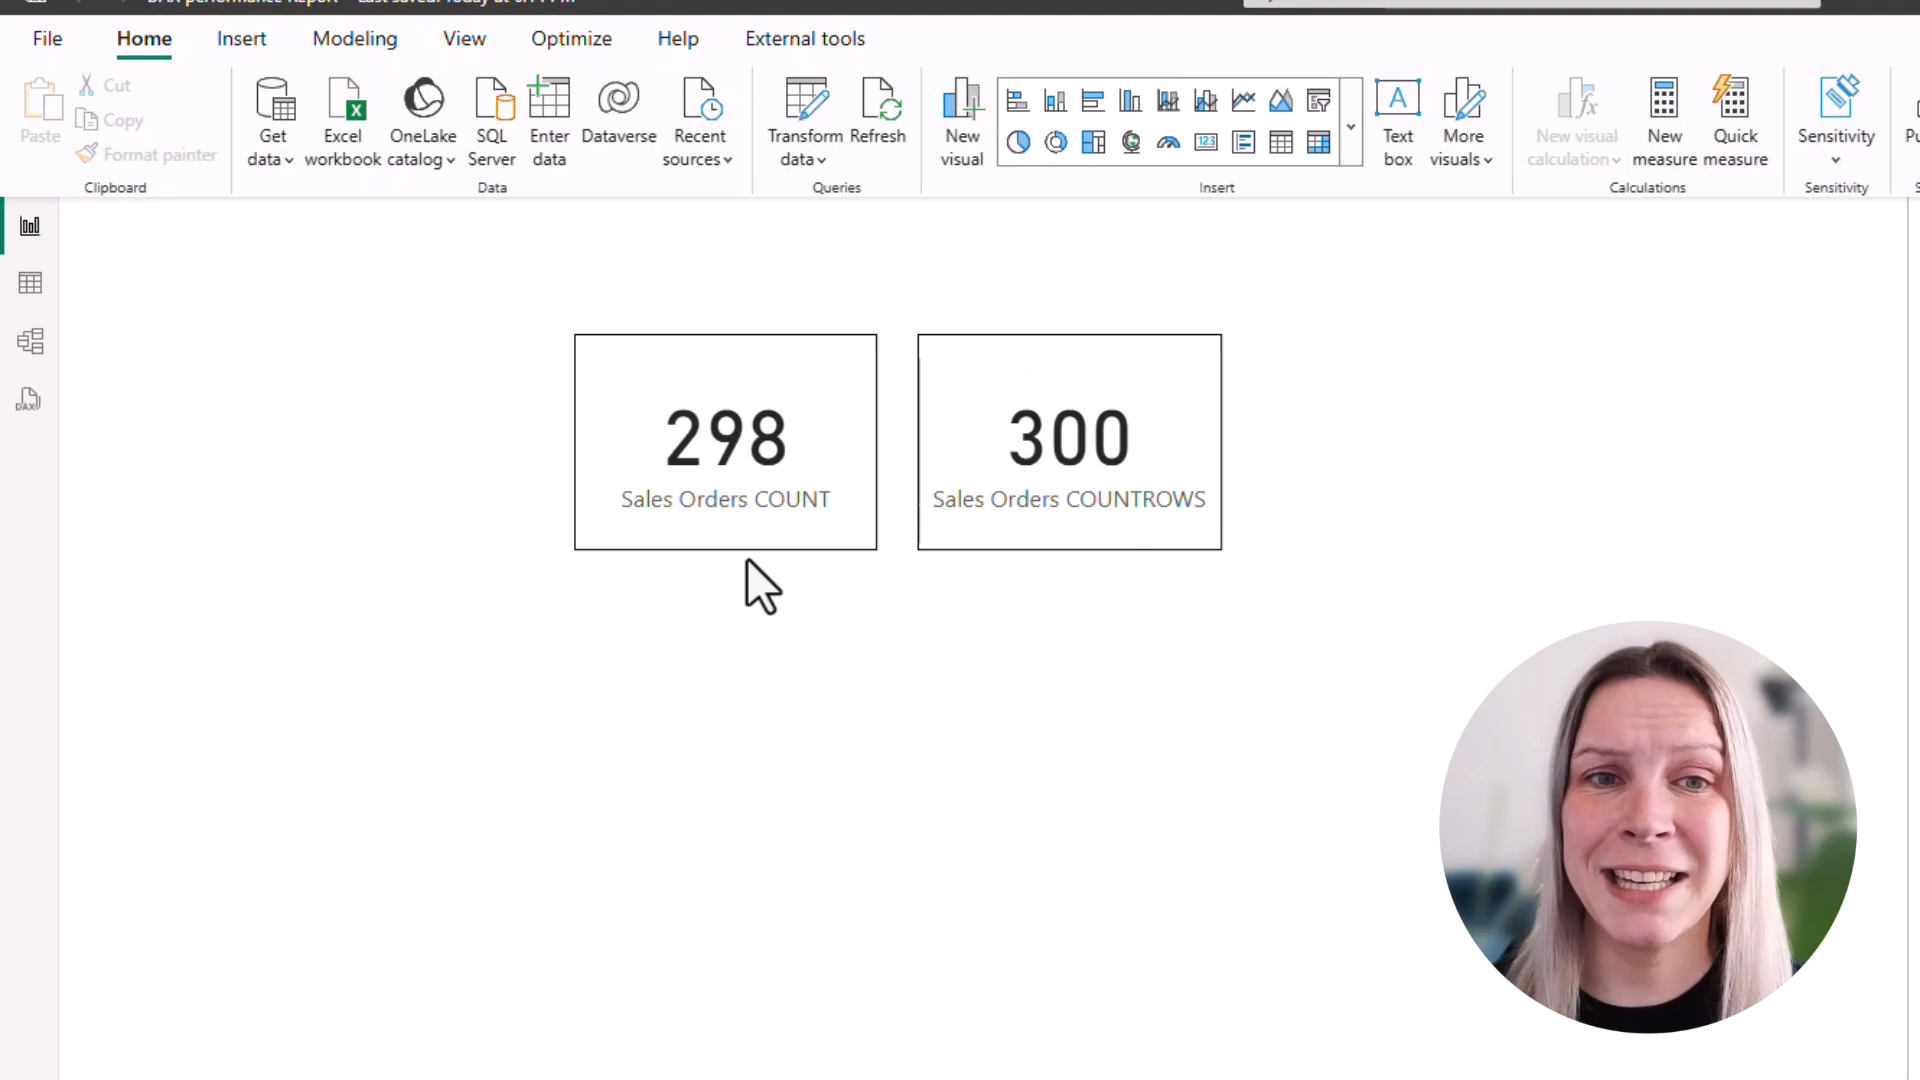 File Home Insert Modeling View Optimize Help External tools
Paste
Cut
Copy
Format painter
Clipboard
Get data
Excel workbook
OneLake catalog
SQL Server
Enter data
Dataverse
Recent sources
Data
Transform data
Refresh
Queries
New visual
Text box
More visuals
Insert
New visual calculation
New measure
Quick measure
Calculations
Sensitivity
Sensitivity
DAX
298
Sales Orders COUNT
300
Sales Orders COUNTROWS